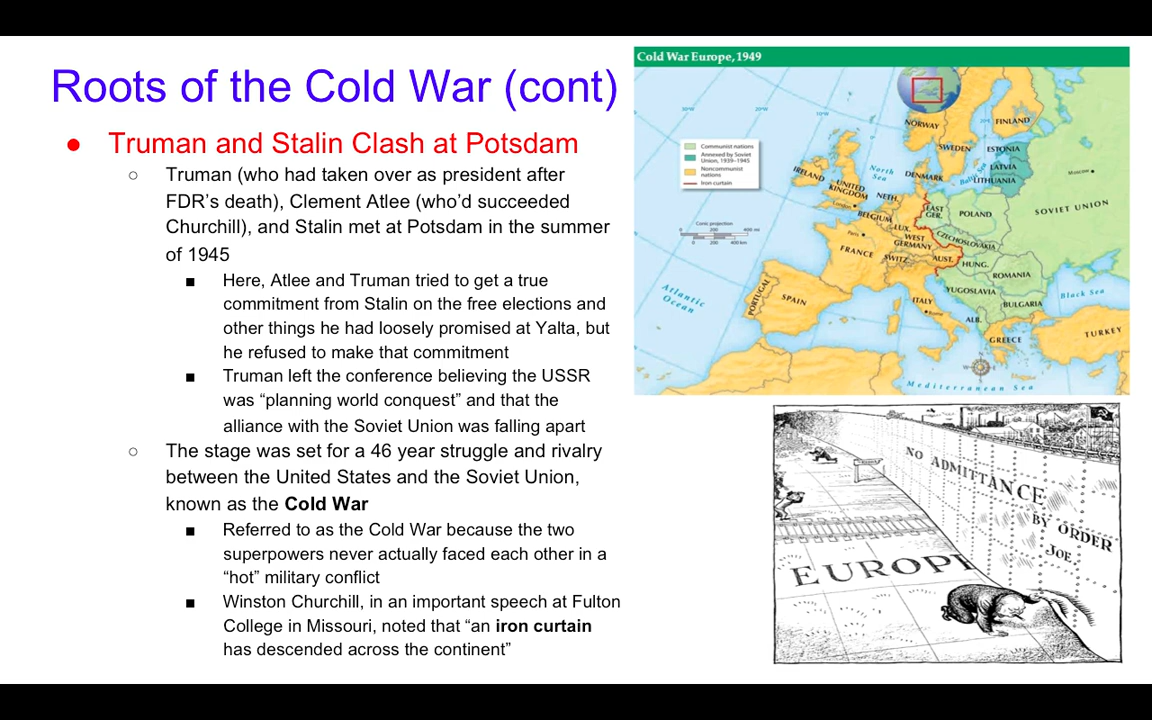 Roots of the Cold War (cont)
● Truman and Stalin Clash at Potsdam
○ Truman (who had taken over as president after
FDR's death), Clement Atlee (who'd succeeded
Churchill), and Stalin met at Potsdam in the summer
of 1945
■ Here, Atlee and Truman tried to get a true
commitment from Stalin on the free elections and
other things he had loosely promised at Yalta, but
he refused to make that commitment
■ Truman left the conference believing the USSR
was “planning world conquest” and that the
alliance with the Soviet Union was falling apart
○ The stage was set for a 46 year struggle and rivalry
between the United States and the Soviet Union,
known as the Cold War
■ Referred to as the Cold War because the two
superpowers never actually faced each other in a
“hot” military conflict
■ Winston Churchill, in an important speech at Fulton
College in Missouri, noted that “an iron curtain
has descended across the continent”
Cold War Europe, 1949
30°W
20°W
10°W
Communist nations
Annexed by Soviet
Union, 1939–1945
Noncommunist
nations
Iron curtain
Conic projection
0 200 400 mi
0 200 400 km
NORWAY
FINLAND
SWEDEN
ESTONIA
LATVIA
LITHUANIA
Baltic Sea
Moscow
North
Sea
DENMARK
IRELAND
UNITED
KINGDOM
London
NETH.
BELGIUM
LUX.
EAST
GER.
POLAND
SOVIET UNION
Paris
WEST
GERMANY
CZECHOSLOVAKIA
FRANCE
SWITZ.
AUST.
HUNG.
ROMANIA
YUGOSLAVIA
BULGARIA
Black Sea
Atlantic
Ocean
PORTUGAL
SPAIN
ITALY
Rome
ALB.
GREECE
TURKEY
Mediterranean Sea
NO ADMITTANCE
BY ORDER
JOE
EUROPE